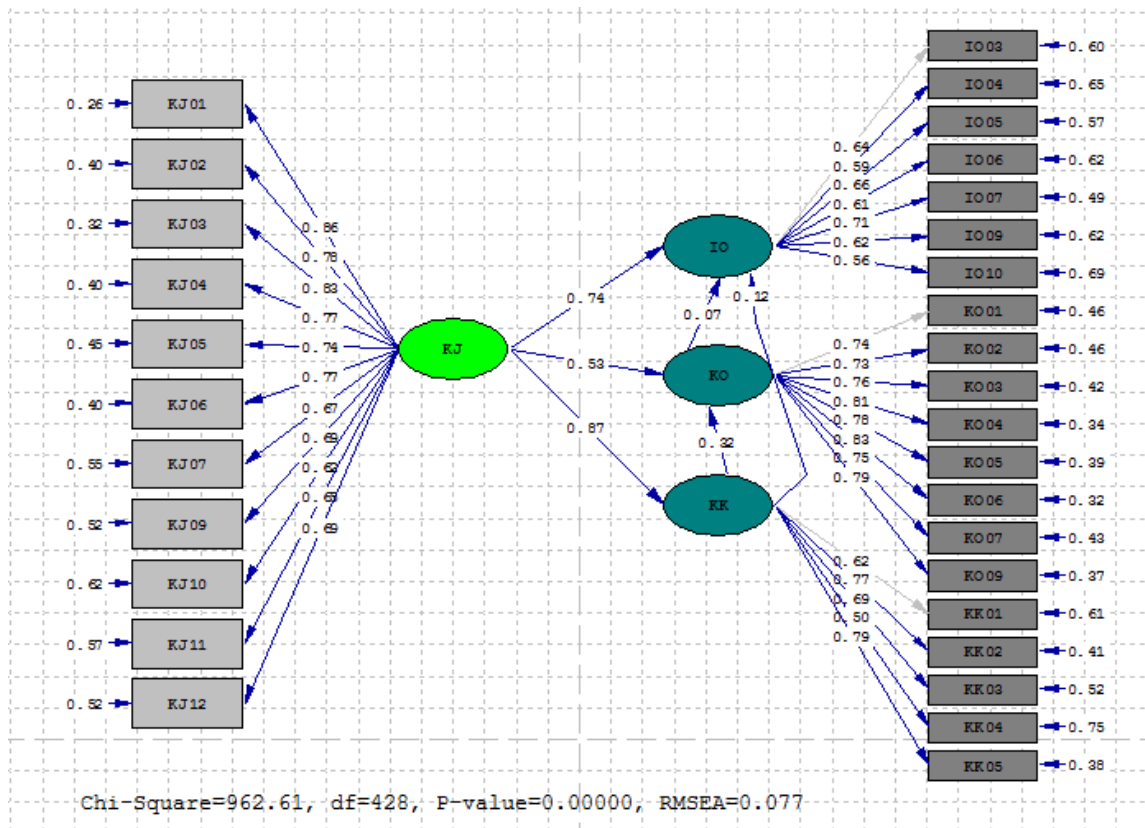 0.26 KJ01
0.40 KJ02
0.32 KJ03
0.40 KJ04
0.45 KJ05
0.40 KJ06
0.55 KJ07
0.52 KJ09
0.62 KJ10
0.57 KJ11
0.52 KJ12
0.86
0.78
0.83
0.77
0.74
0.77
0.67
0.69
0.65
0.69
KJ
0.74
0.53
0.87
IO
0.07
0.12
KO
0.32
KK
0.64
0.59
0.66
0.61
0.71
0.62
0.56
0.74
0.73
0.76
0.81
0.78
0.83
0.75
0.79
0.62
0.77
0.69
0.50
0.79
IO03 0.60
IO04 0.65
IO05 0.57
IO06 0.62
IO07 0.49
IO09 0.62
IO10 0.69
KO01 0.46
KO02 0.46
KO03 0.42
KO04 0.34
KO05 0.39
KO06 0.32
KO07 0.43
KO09 0.37
KK01 0.61
KK02 0.41
KK03 0.52
KK04 0.75
KK05 0.38
Chi-Square=962.61, df=428, P-value=0.00000, RMSEA=0.077